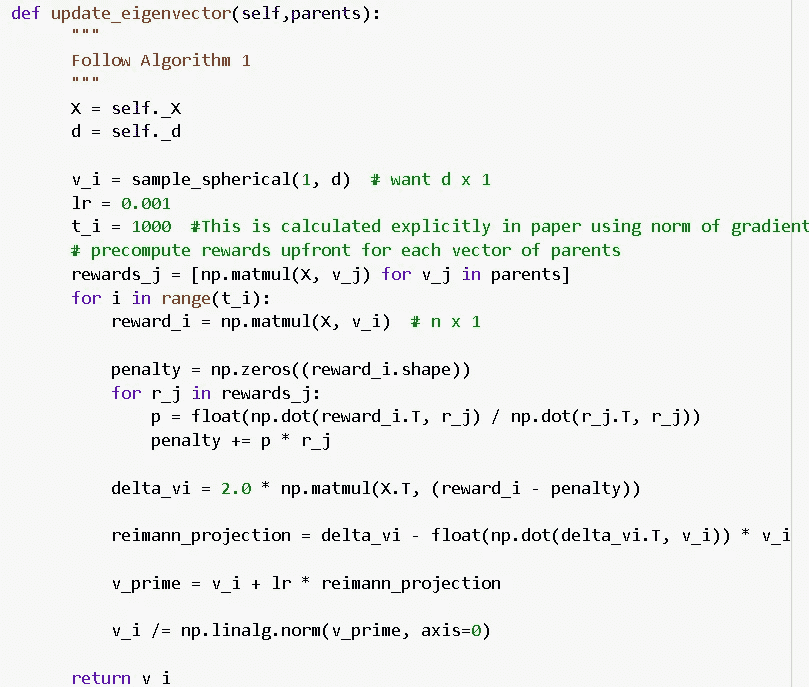 def update_eigenvector(self,parents):
"""
Follow Algorithm 1
"""
X = self._X
d = self._d
v_i = sample_spherical(1, d)  # want d x 1
lr = 0.001
t_i = 1000  #This is calculated explicitly in paper using norm of gradient
# precompute rewards upfront for each vector of parents
rewards_j = [np.matmul(X, v_j) for v_j in parents]
for i in range(t_i):
reward_i = np.matmul(X, v_i)  # n x 1
penalty = np.zeros((reward_i.shape))
for r_j in rewards_j:
p = float(np.dot(reward_i.T, r_j) / np.dot(r_j.T, r_j))
penalty += p * r_j
delta_vi = 2.0 * np.matmul(X.T, (reward_i - penalty))
reimann_projection = delta_vi - float(np.dot(delta_vi.T, v_i)) * v_i
v_prime = v_i + lr * reimann_projection
v_i /= np.linalg.norm(v_prime, axis=0)
return v_i